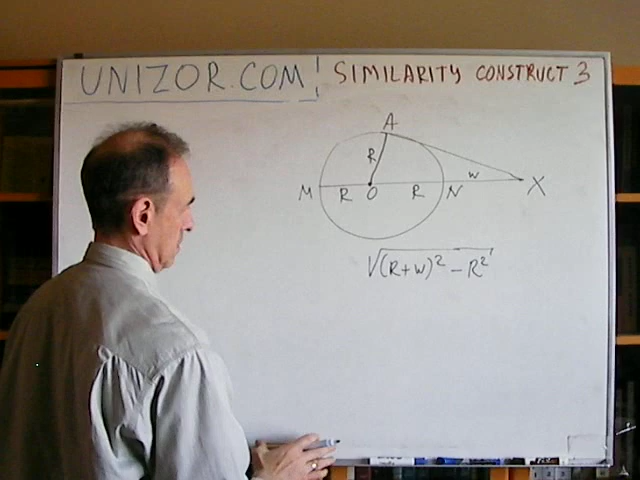 UNIZOR.COM! SIMILARITY CONSTRUCT 3
A
R
M R O R N W X
√(R+W)² - R²